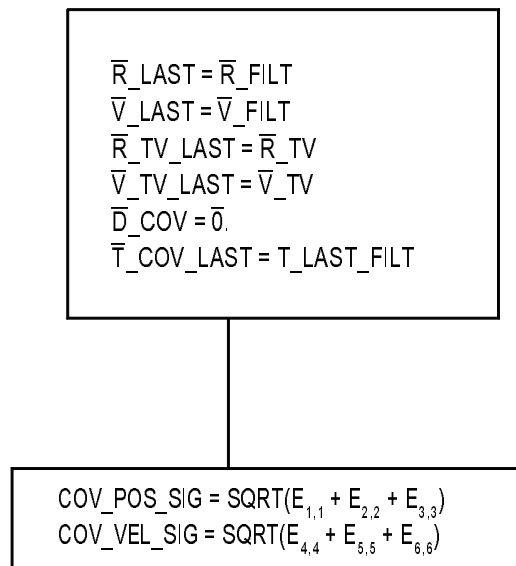 R̅_LAST = R̅_FILT
V̅_LAST = V̅_FILT
R̅_TV_LAST = R̅_TV
V̅_TV_LAST = V̅_TV
D̅_COV = 0̅.
T̅_COV_LAST = T_LAST_FILT
COV_POS_SIG = SQRT(E₁,₁ + E₂,₂ + E₃,₃)
COV_VEL_SIG = SQRT(E₄,₄ + E₅,₅ + E₆,₆)